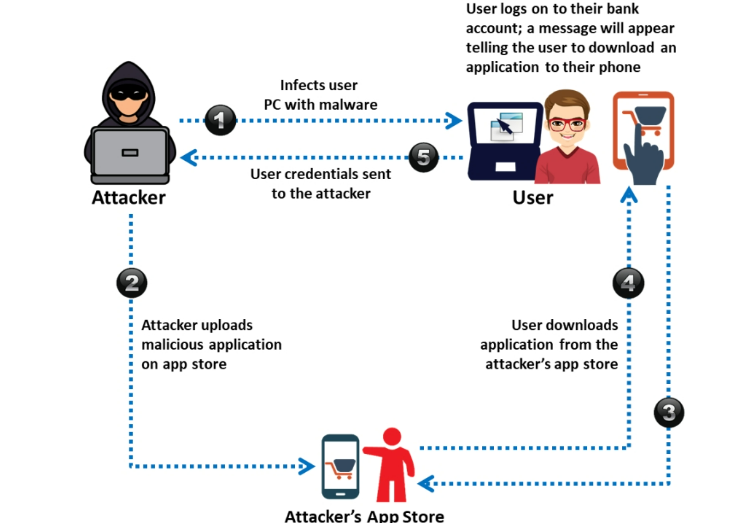 User logs on to their bank
account; a message will appear
telling the user to download an
application to their phone
Infects user
PC with malware
1
5
User credentials sent
to the attacker
Attacker
User
2
4
Attacker uploads
malicious application
on app store
User downloads
application from the
attacker's app store
3
Attacker's App Store